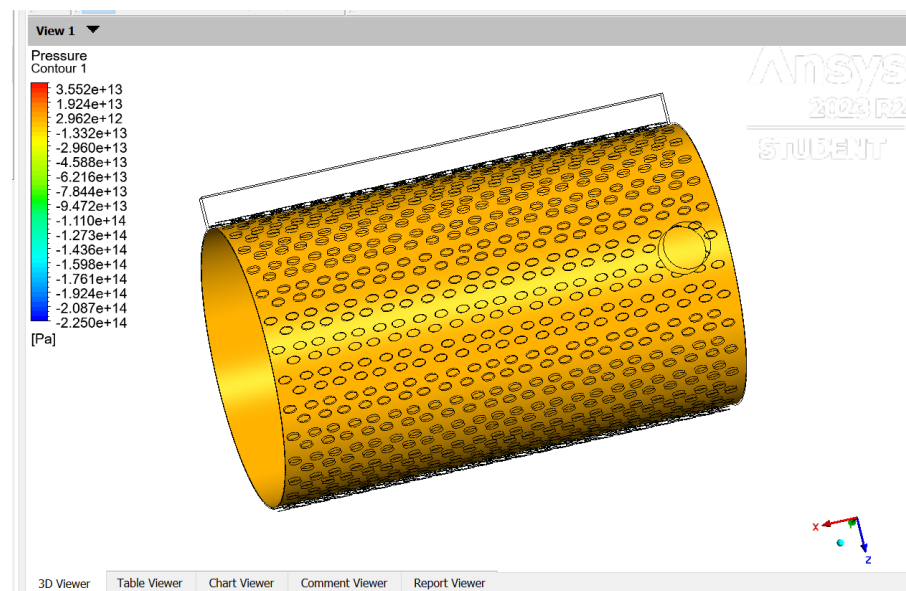 View 1
Pressure
Contour 1
3.552e+13
1.924e+13
2.962e+12
-1.332e+13
-2.960e+13
-4.588e+13
-6.216e+13
-7.844e+13
-9.472e+13
-1.110e+14
-1.273e+14
-1.436e+14
-1.598e+14
-1.761e+14
-1.924e+14
-2.087e+14
-2.250e+14
[Pa]
Ansys
2023 R2
STUDENT
X
Z
3D Viewer Table Viewer Chart Viewer Comment Viewer Report Viewer